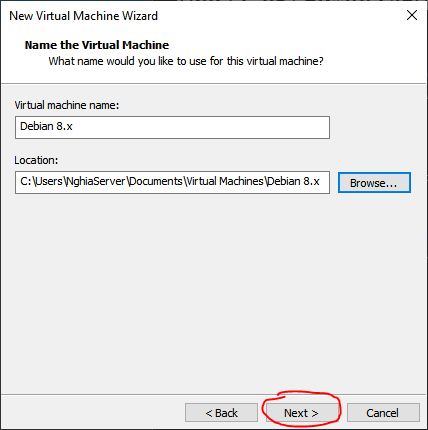 New Virtual Machine Wizard
Name the Virtual Machine
What name would you like to use for this virtual machine?
Virtual machine name:
Debian 8.x
Location:
C:\Users\NghiaServer\Documents\Virtual Machines\Debian 8.x
Browse...
< Back
Next >
Cancel